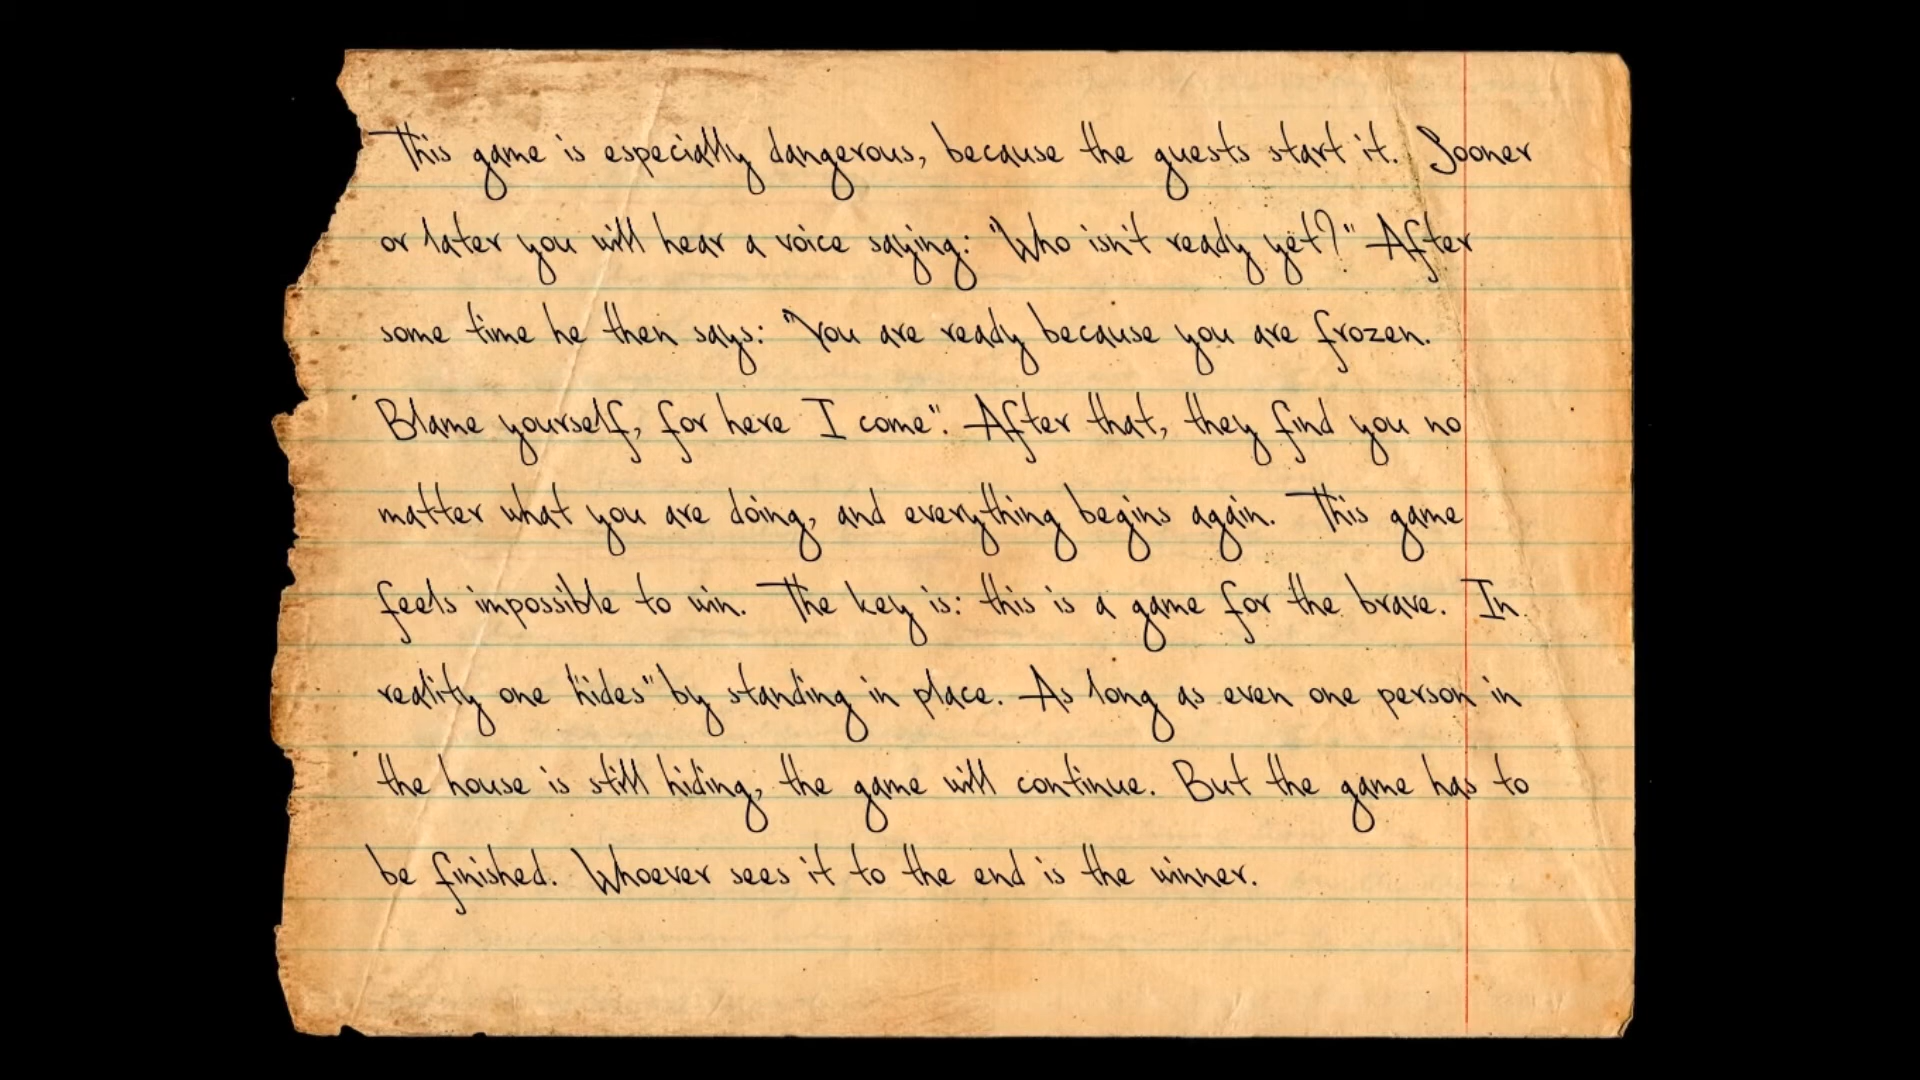 This game is especially dangerous, because the guests start it. Sooner
or later you will hear a voice saying: "Who isn't ready yet?" After
some time he then says: "You are ready because you are frozen.
Blame yourself, for here I come". After that, they find you no
matter what you are doing, and everything begins again. This game
feels impossible to win. The key is: this is a game for the brave. In
reality one "hides" by standing in place. As long as even one person in
the house is still hiding, the game will continue. But the game has to
be finished. Whoever sees it to the end is the winner.